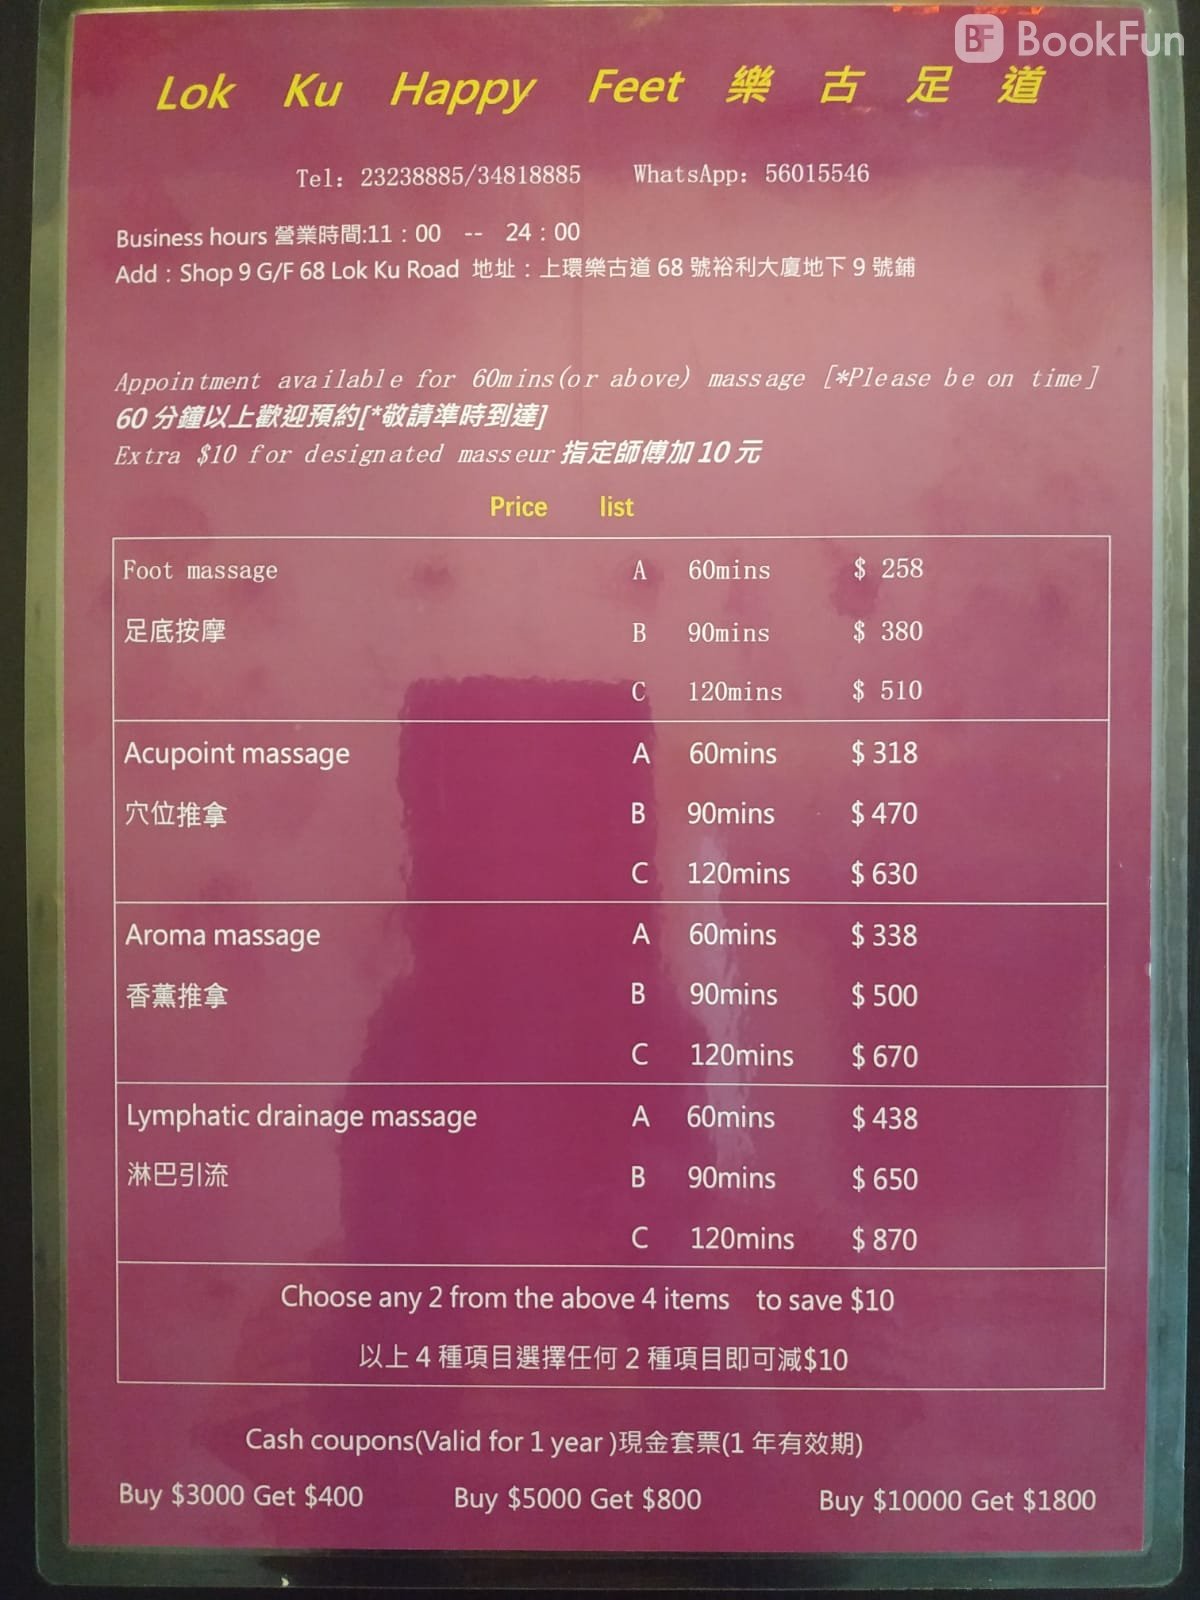 BF BookFun
Lok Ku Happy Feet 樂古足道
Tel: 23238885/34818885 WhatsApp: 56015546
Business hours 營業時間:11：00 -- 24：00
Add：Shop 9 G/F 68 Lok Ku Road 地址：上環樂古道 68 號裕利大廈地下 9 號鋪
Appointment available for 60mins(or above) massage [*Please be on time]
60 分鐘以上歡迎預約[*敬請準時到達]
Extra $10 for designated masseur 指定師傅加 10 元
Price list
Foot massage A 60mins $ 258
足底按摩 B 90mins $ 380
C 120mins $ 510
Acupoint massage A 60mins $ 318
穴位推拿 B 90mins $ 470
C 120mins $ 630
Aroma massage A 60mins $ 338
香薰推拿 B 90mins $ 500
C 120mins $ 670
Lymphatic drainage massage A 60mins $ 438
淋巴引流 B 90mins $ 650
C 120mins $ 870
Choose any 2 from the above 4 items to save $10
以上 4 種項目選擇任何 2 種項目即可減$10
Cash coupons(Valid for 1 year )現金套票(1 年有效期)
Buy $3000 Get $400 Buy $5000 Get $800 Buy $10000 Get $1800